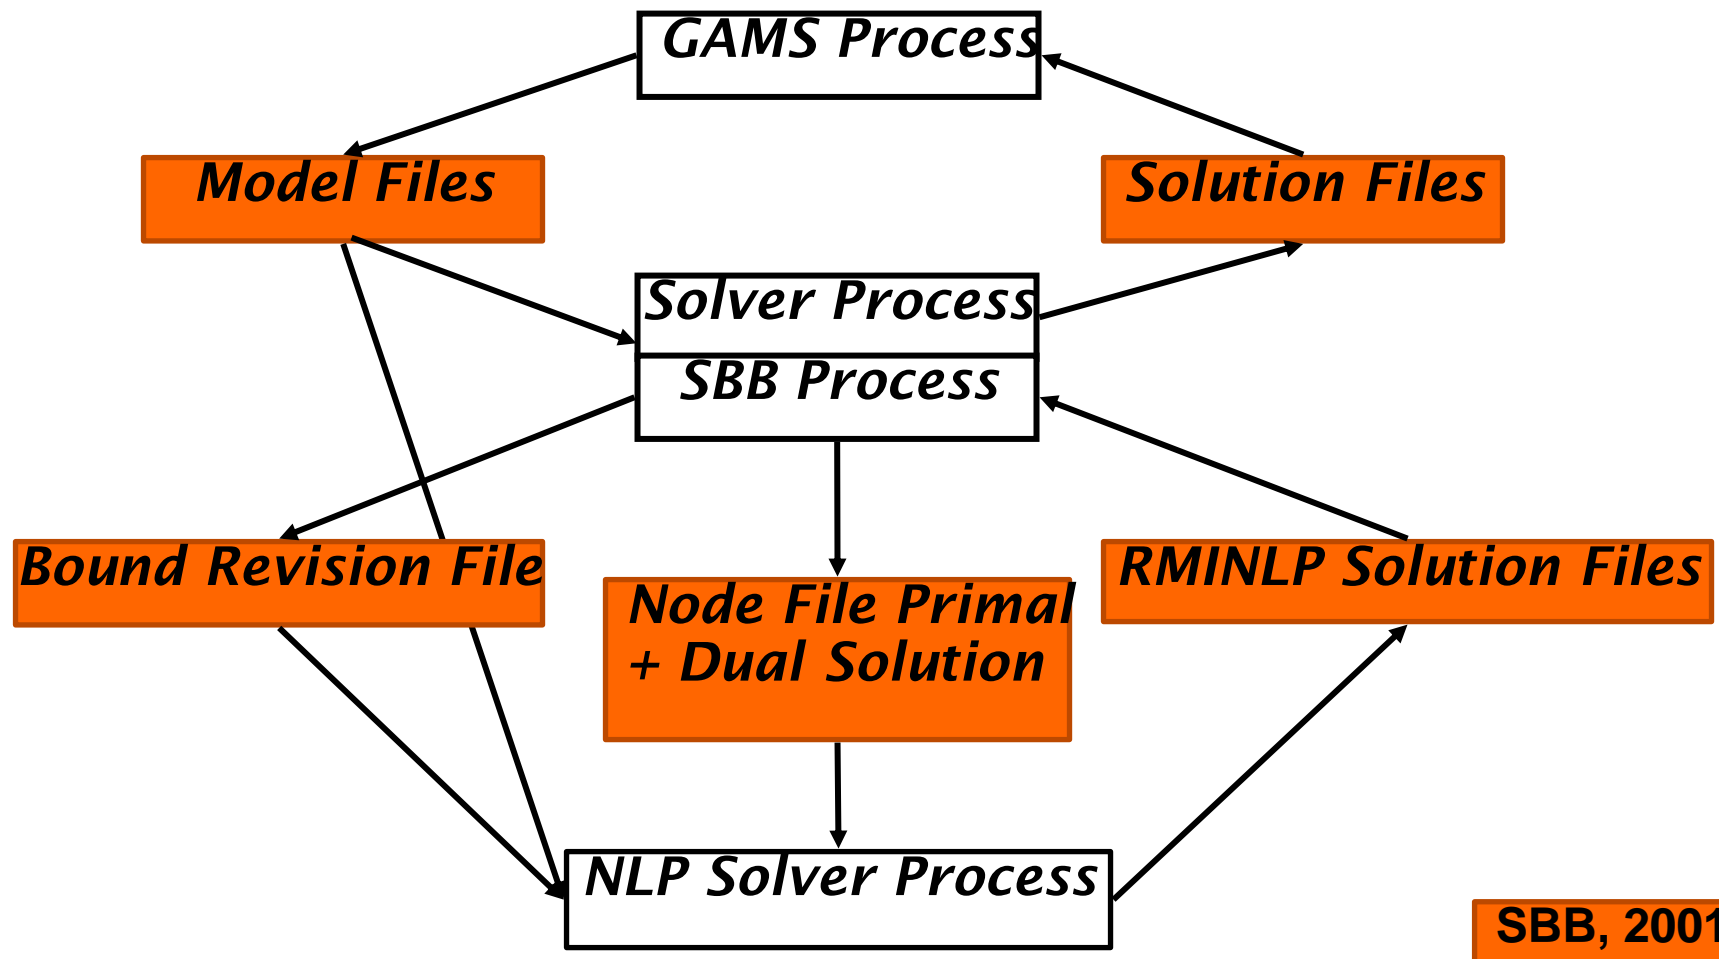 GAMS Process
Model Files
Solution Files
Solver Process
SBB Process
Bound Revision File
Node File Primal
+ Dual Solution
RMINLP Solution Files
NLP Solver Process
SBB, 2001